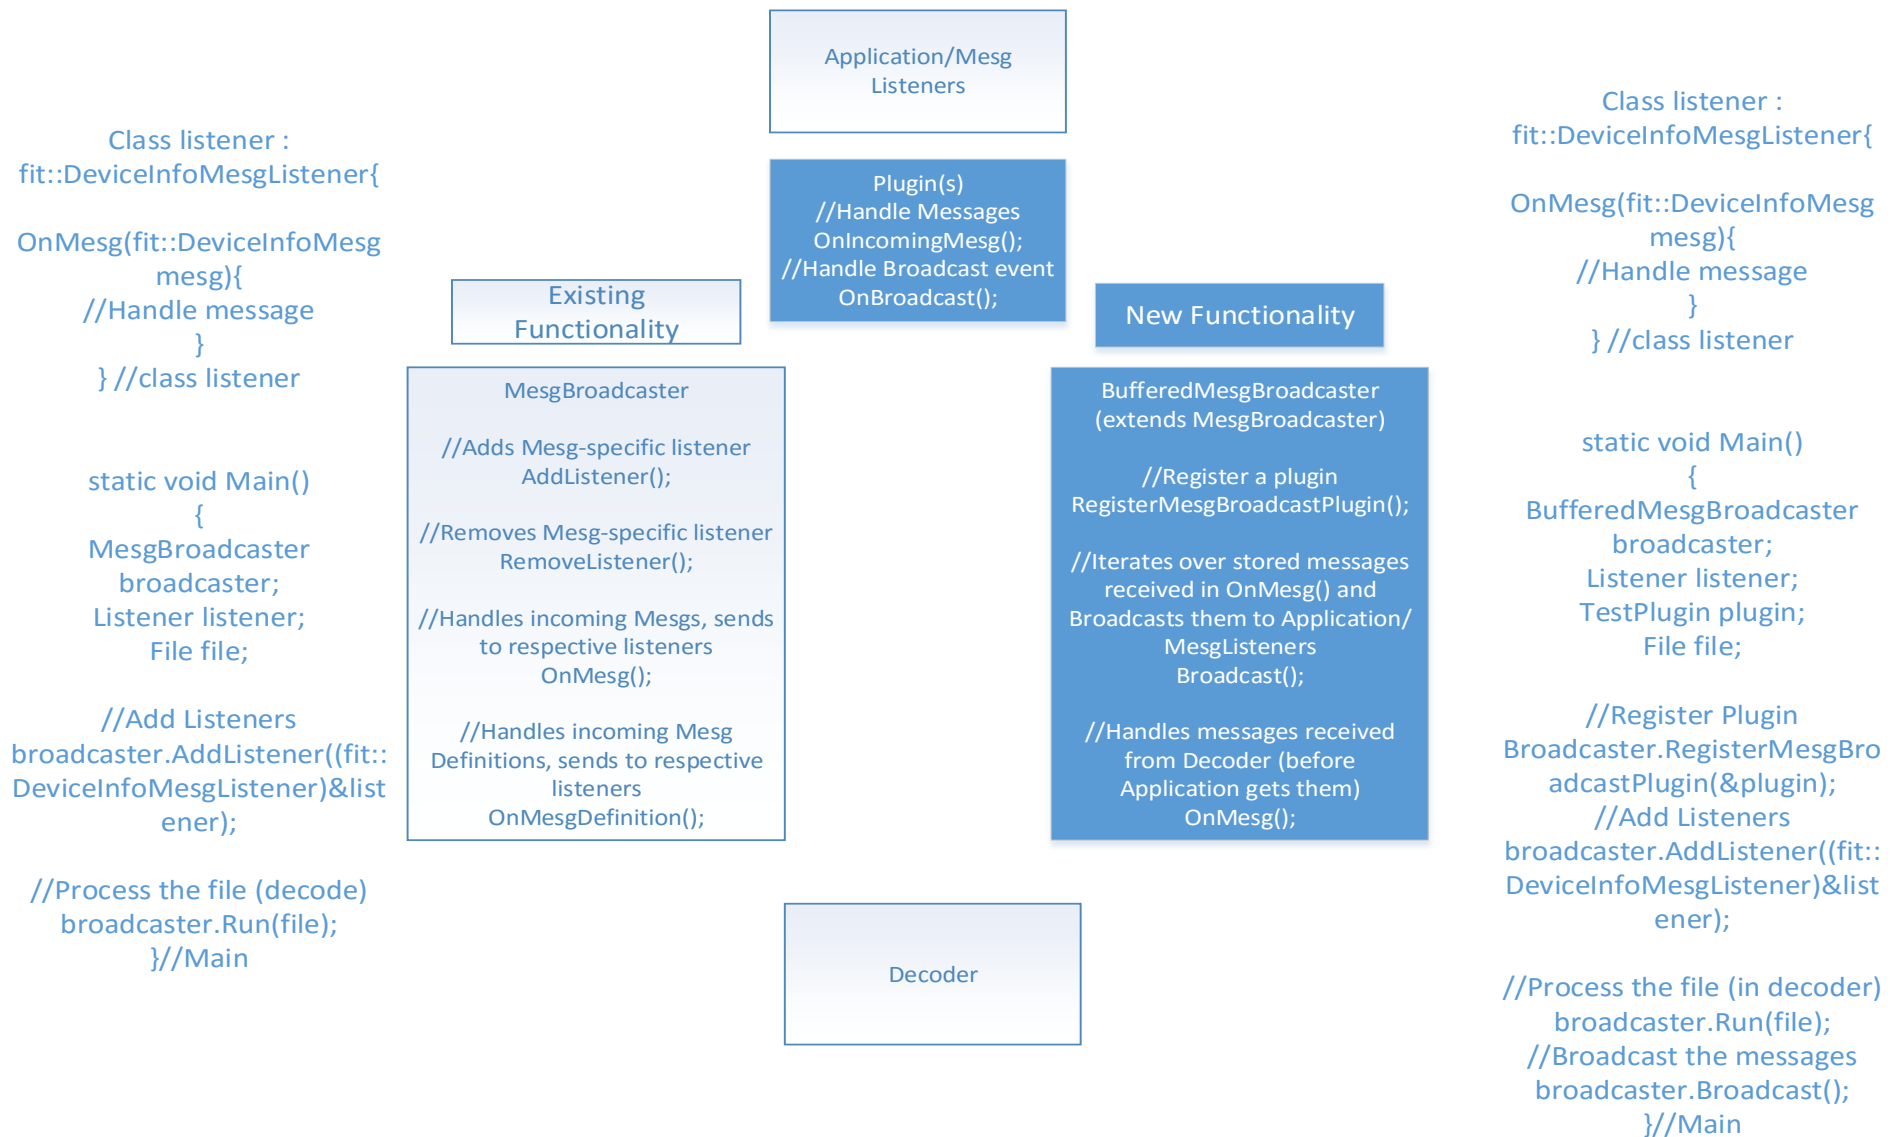 Application/Mesg
Listeners
Class listener :
fit::DeviceInfoMesgListener{
OnMesg(fit::DeviceInfoMesg
mesg){
//Handle message
}
} //class listener
static void Main()
{
MesgBroadcaster
broadcaster;
Listener listener;
File file;
//Add Listeners
broadcaster.AddListener((fit::
DeviceInfoMesgListener)&list
ener);
//Process the file (decode)
broadcaster.Run(file);
}//Main
Existing
Functionality
MesgBroadcaster
//Adds Mesg-specific listener
AddListener();
//Removes Mesg-specific listener
RemoveListener();
//Handles incoming Mesgs, sends
to respective listeners
OnMesg();
//Handles incoming Mesg
Definitions, sends to respective
listeners
OnMesgDefinition();
Plugin(s)
//Handle Messages
OnIncomingMesg();
//Handle Broadcast event
OnBroadcast();
Decoder
New Functionality
BufferedMesgBroadcaster
(extends MesgBroadcaster)
//Register a plugin
RegisterMesgBroadcastPlugin();
//Iterates over stored messages
received in OnMesg() and
Broadcasts them to Application/
MesgListeners
Broadcast();
//Handles messages received
from Decoder (before
Application gets them)
OnMesg();
Class listener :
fit::DeviceInfoMesgListener{
OnMesg(fit::DeviceInfoMesg
mesg){
//Handle message
}
} //class listener
static void Main()
{
BufferedMesgBroadcaster
broadcaster;
Listener listener;
TestPlugin plugin;
File file;
//Register Plugin
Broadcaster.RegisterMesgBro
adcastPlugin(&plugin);
//Add Listeners
broadcaster.AddListener((fit::
DeviceInfoMesgListener)&list
ener);
//Process the file (in decoder)
broadcaster.Run(file);
//Broadcast the messages
broadcaster.Broadcast();
}//Main